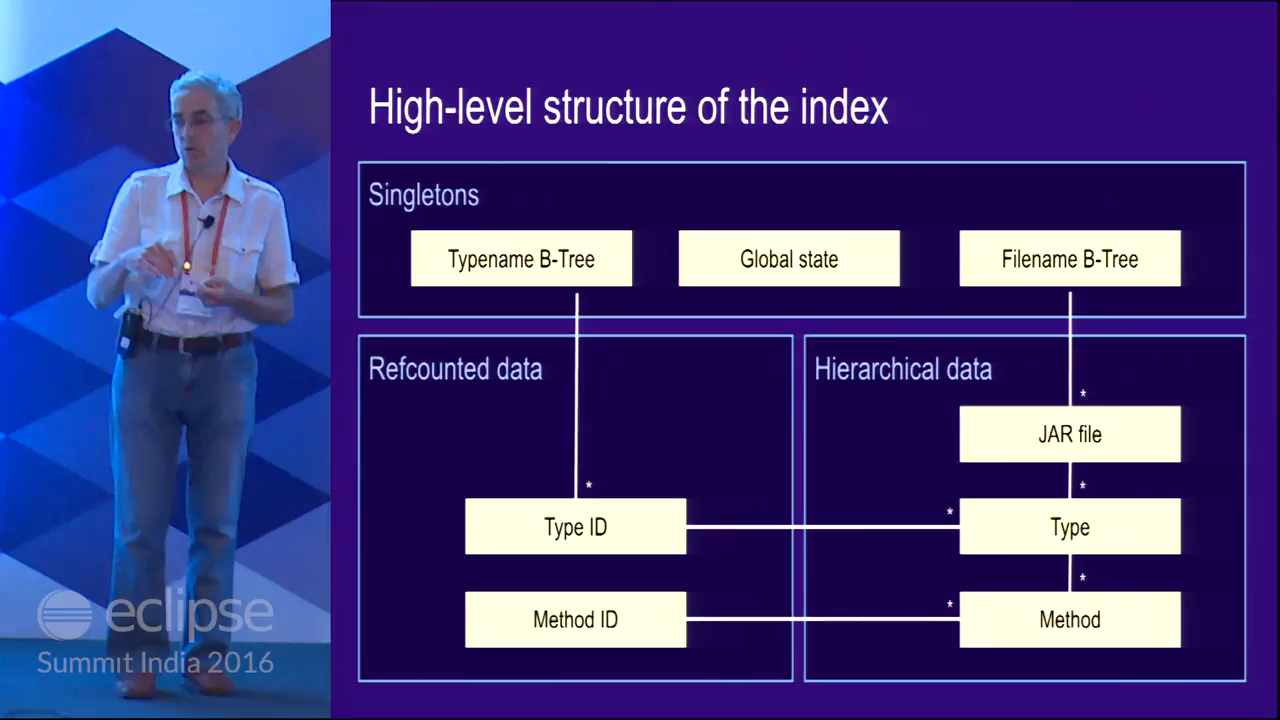 High-level structure of the index
Singletons
Typename B-Tree
Global state
Filename B-Tree
Refcounted data
Hierarchical data
*
JAR file
*
*
Type ID
*
Type
*
Method ID
*
Method
eclipse
Summit India 2016